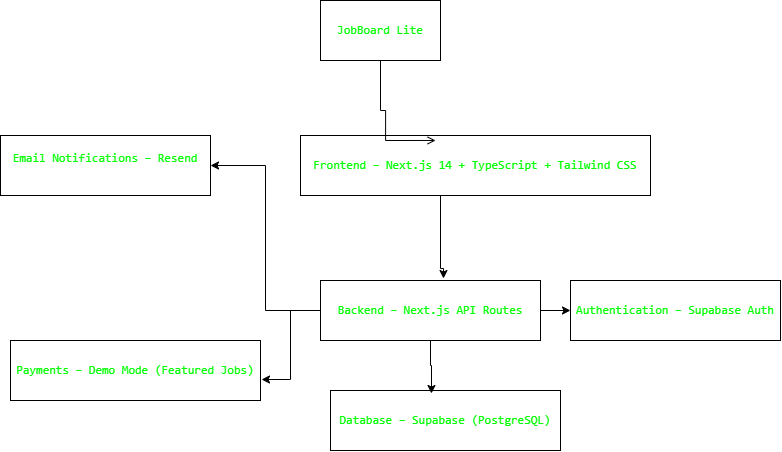 JobBoard Lite
Email Notifications – Resend
Frontend – Next.js 14 + TypeScript + Tailwind CSS
Backend – Next.js API Routes
Authentication – Supabase Auth
Payments – Demo Mode (Featured Jobs)
Database – Supabase (PostgreSQL)